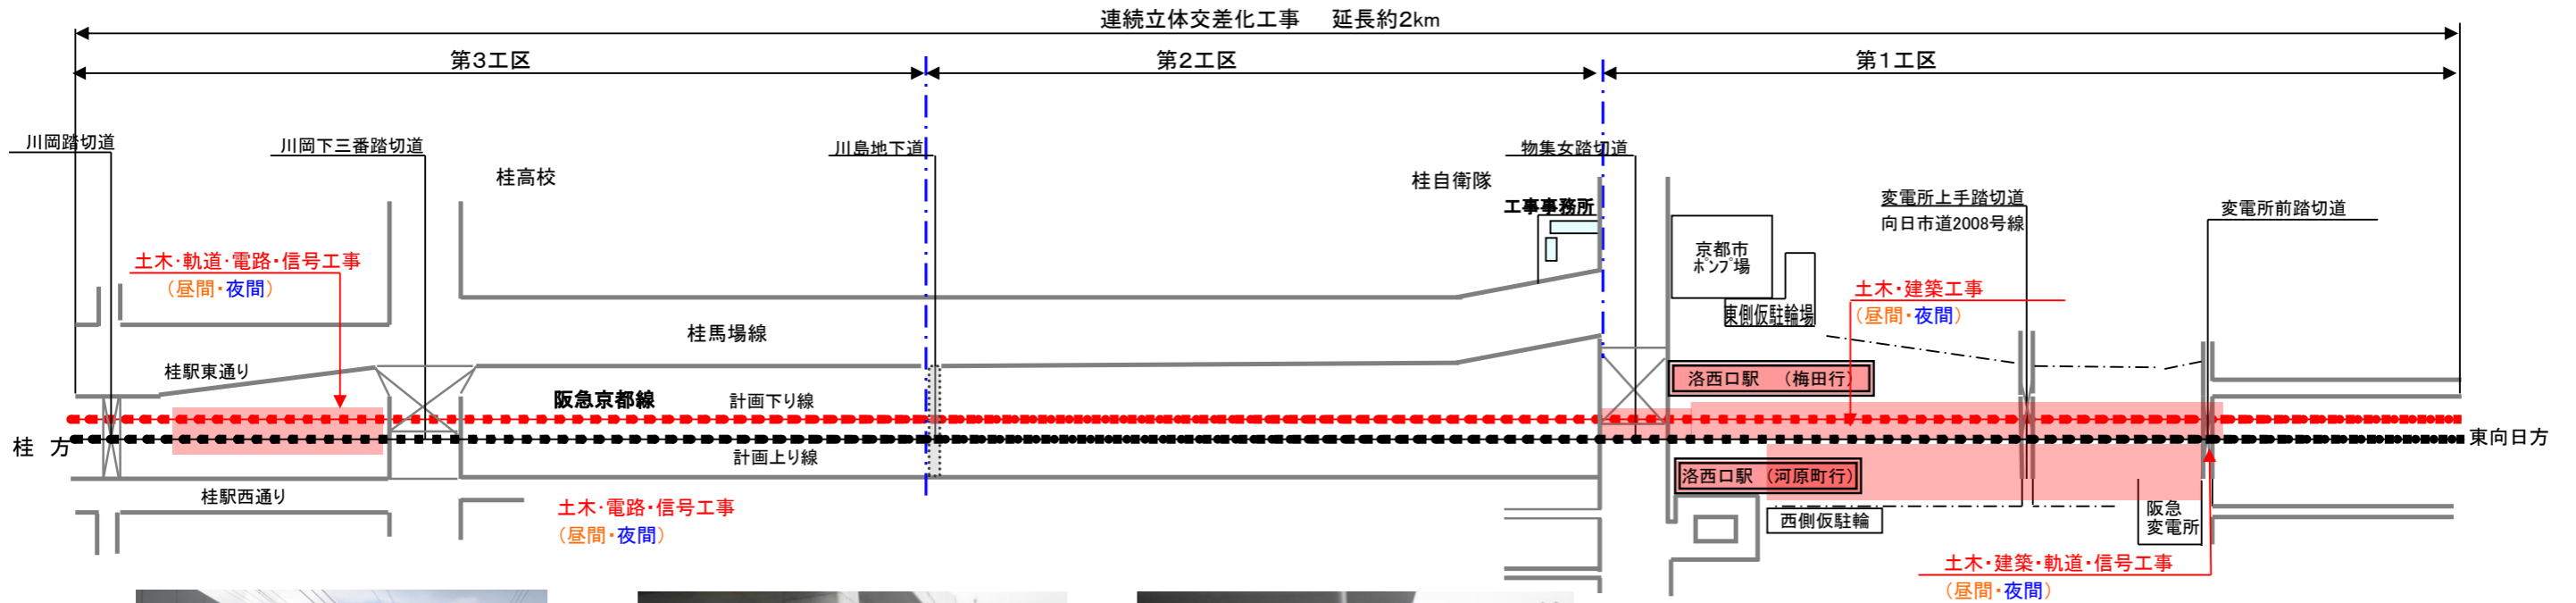 連続立体交差化工事　延長約2km
第3工区
第2工区
第1工区
川岡踏切道
川岡下三番踏切道
川島地下道
物集女踏切道
桂高校
桂自衛隊
変電所上手踏切道
向日市道2008号線
変電所前踏切道
工事事務所
京都市
ポンプ場
土木・軌道・電路・信号工事
（昼間・夜間）
土木・建築工事
（昼間・夜間）
東側仮駐輪場
桂馬場線
桂駅東通り
洛西口駅　（梅田行）
阪急京都線
計画下り線
桂　方
東向日方
計画上り線
洛西口駅　（河原町行）
桂駅西通り
土木・電路・信号工事
（昼間・夜間）
西側仮駐輪
阪急
変電所
土木・建築・軌道・信号工事
（昼間・夜間）